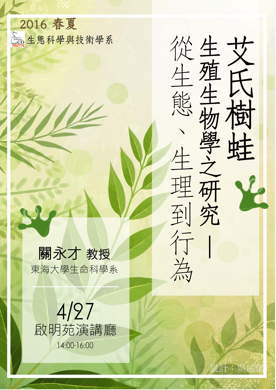 2016 春夏
生態科學與技術學系
艾氏樹蛙
生殖生物學之研究—
從生態、生理到行為
關永才 教授
東海大學生命科學系
4/27
啟明苑演講廳
14:00-16:00